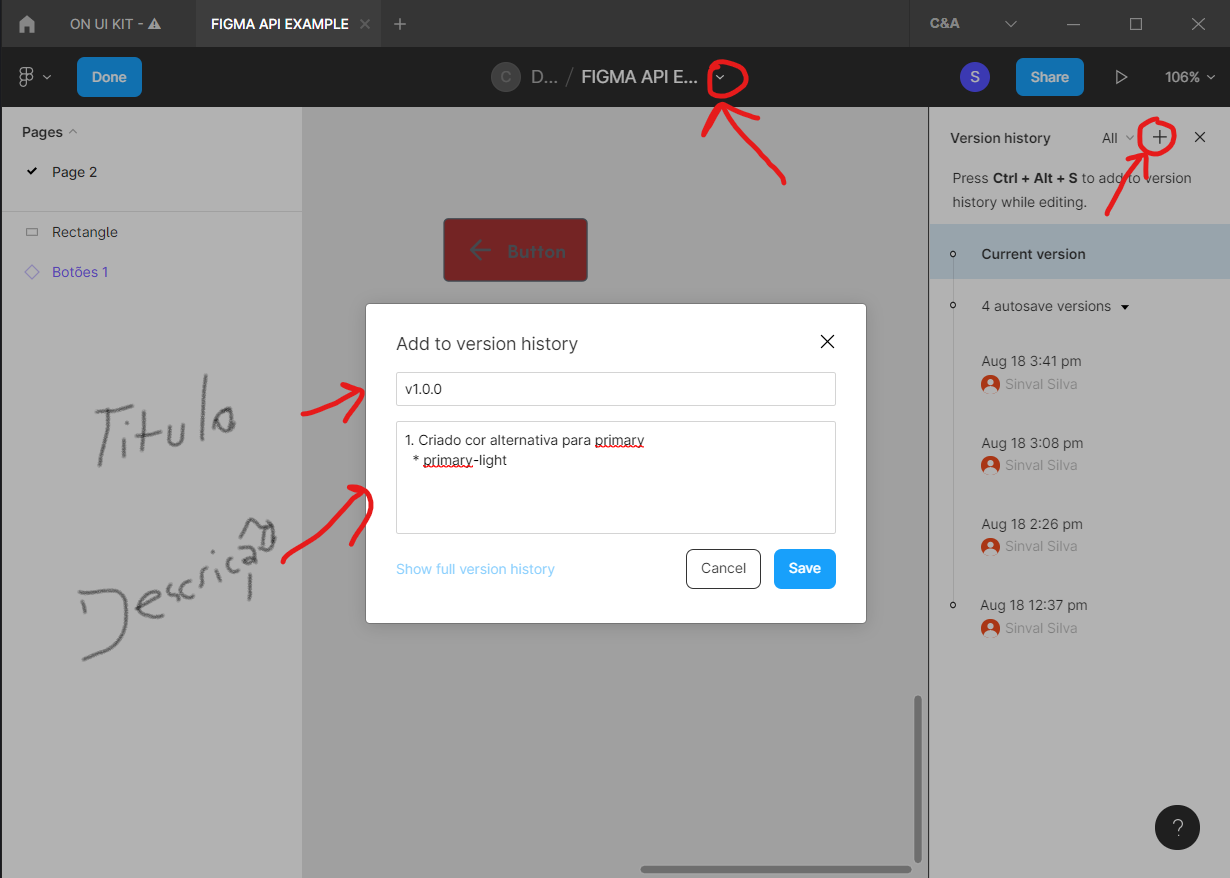 ON UI KIT -
FIGMA API EXAMPLE
C&A
Done
C
D... / FIGMA API E...
S
Share
106%
Pages
Page 2
Rectangle
Botões 1
Button
Version history
All
Press Ctrl + Alt + S to add to version
history while editing.
Current version
4 autosave versions
Aug 18 3:41 pm
Sinval Silva
Aug 18 3:08 pm
Sinval Silva
Aug 18 2:26 pm
Sinval Silva
Aug 18 12:37 pm
Sinval Silva
Add to version history
Titulo
v1.0.0
Descrição
1. Criado cor alternativa para primary
* primary-light
Show full version history
Cancel
Save
?